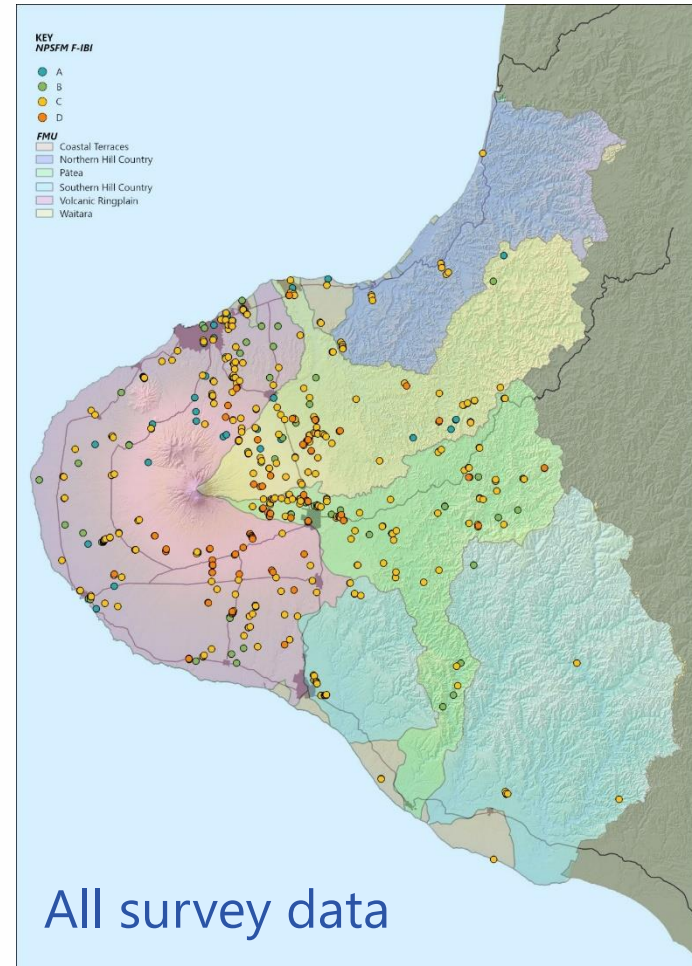 KEY
NPSFM F-IBI
A
B
C
D
FMU
Coastal Terraces
Northern Hill Country
Pātea
Southern Hill Country
Volcanic Ringplain
Waitara
All survey data